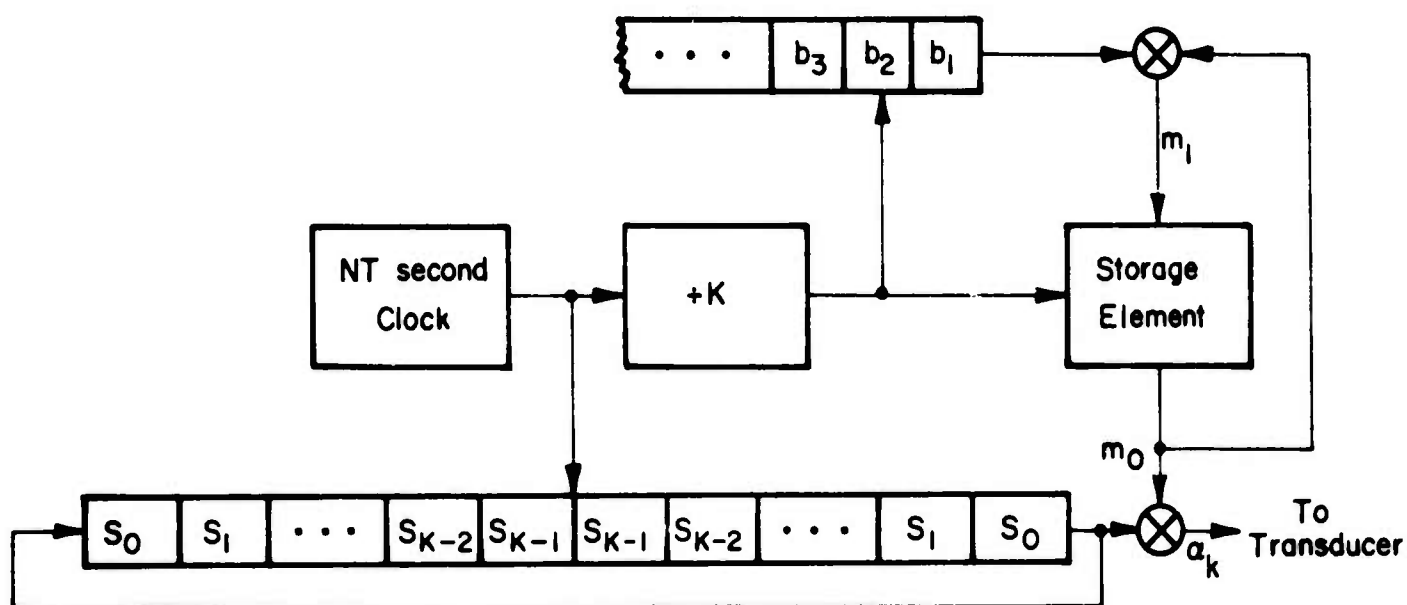 • • • b3 b2 b1
m1
NT second
Clock
+K
Storage
Element
m0
S0 S1 • • • SK-2 SK-1 SK-1 SK-2 • • • S1 S0
αk
To
Transducer